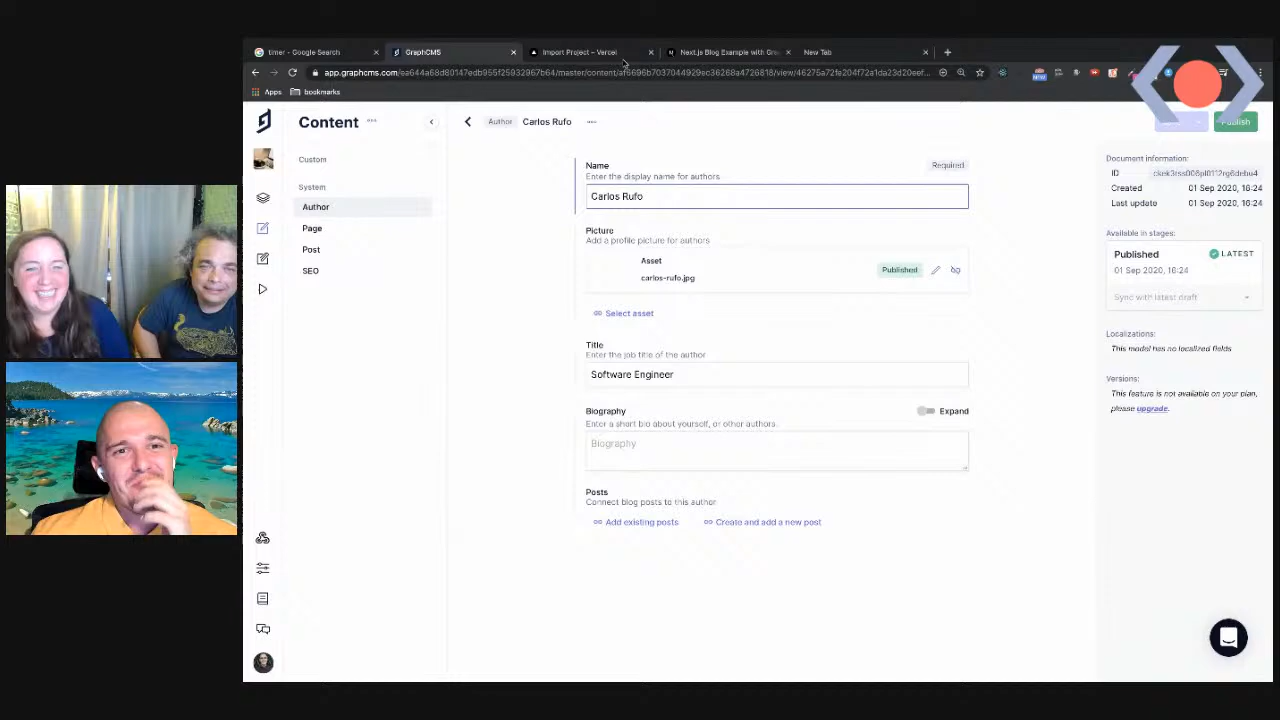 timer - Google Search
GraphCMS
Import Project – Vercel
Next.js Blog Example with Gra
New Tab
Apps
bookmarks
Content
Author
Carlos Rufo
Publish
Custom
System
Author
Page
Post
SEO
Name
Required
Enter the display name for authors
Carlos Rufo
Picture
Add a profile picture for authors
Asset
carlos-rufo.jpg
Published
Select asset
Title
Enter the job title of the author
Software Engineer
Biography
Expand
Enter a short bio about yourself, or other authors.
Biography
Posts
Connect blog posts to this author
Add existing posts
Create and add a new post
Document information:
ID
Created 01 Sep 2020, 16:24
Last update 01 Sep 2020, 16:24
Available in stages:
Published
LATEST
01 Sep 2020, 16:24
Sync with latest draft
Localizations:
This model has no localized fields
Versions:
This feature is not available on your plan,
please upgrade.